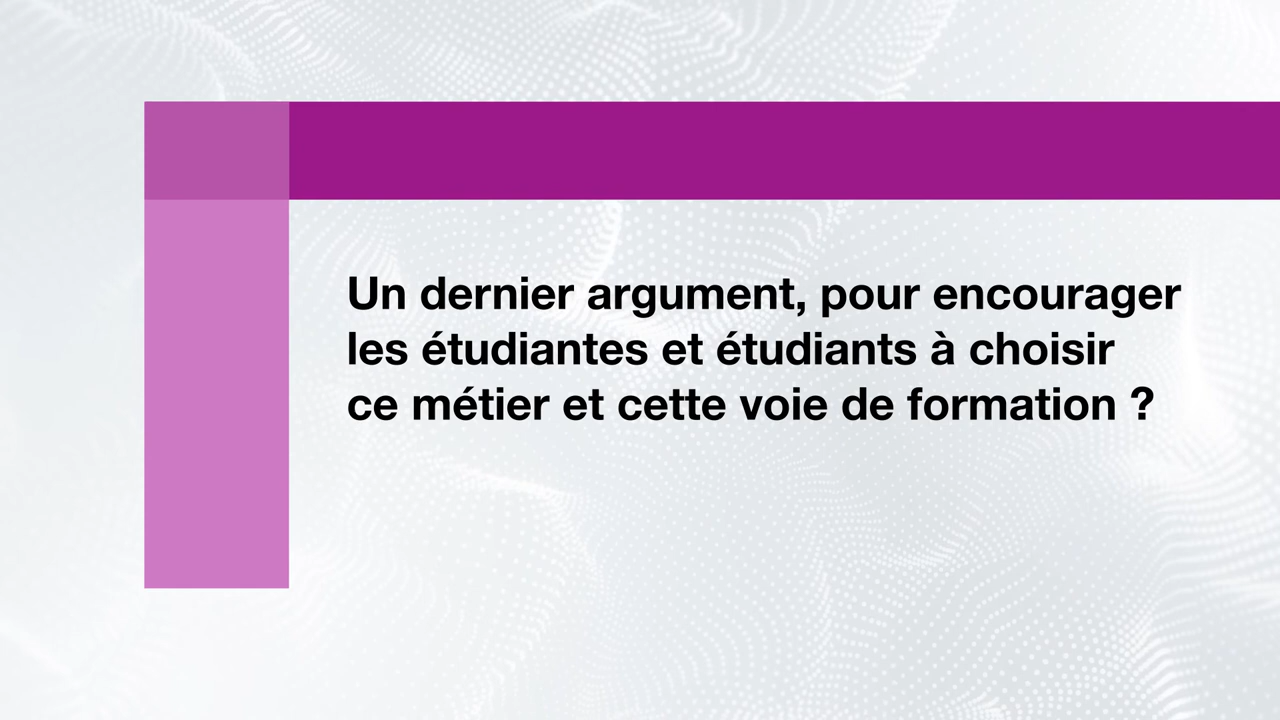 Un dernier argument, pour encourager
les étudiantes et étudiants à choisir
ce métier et cette voie de formation ?